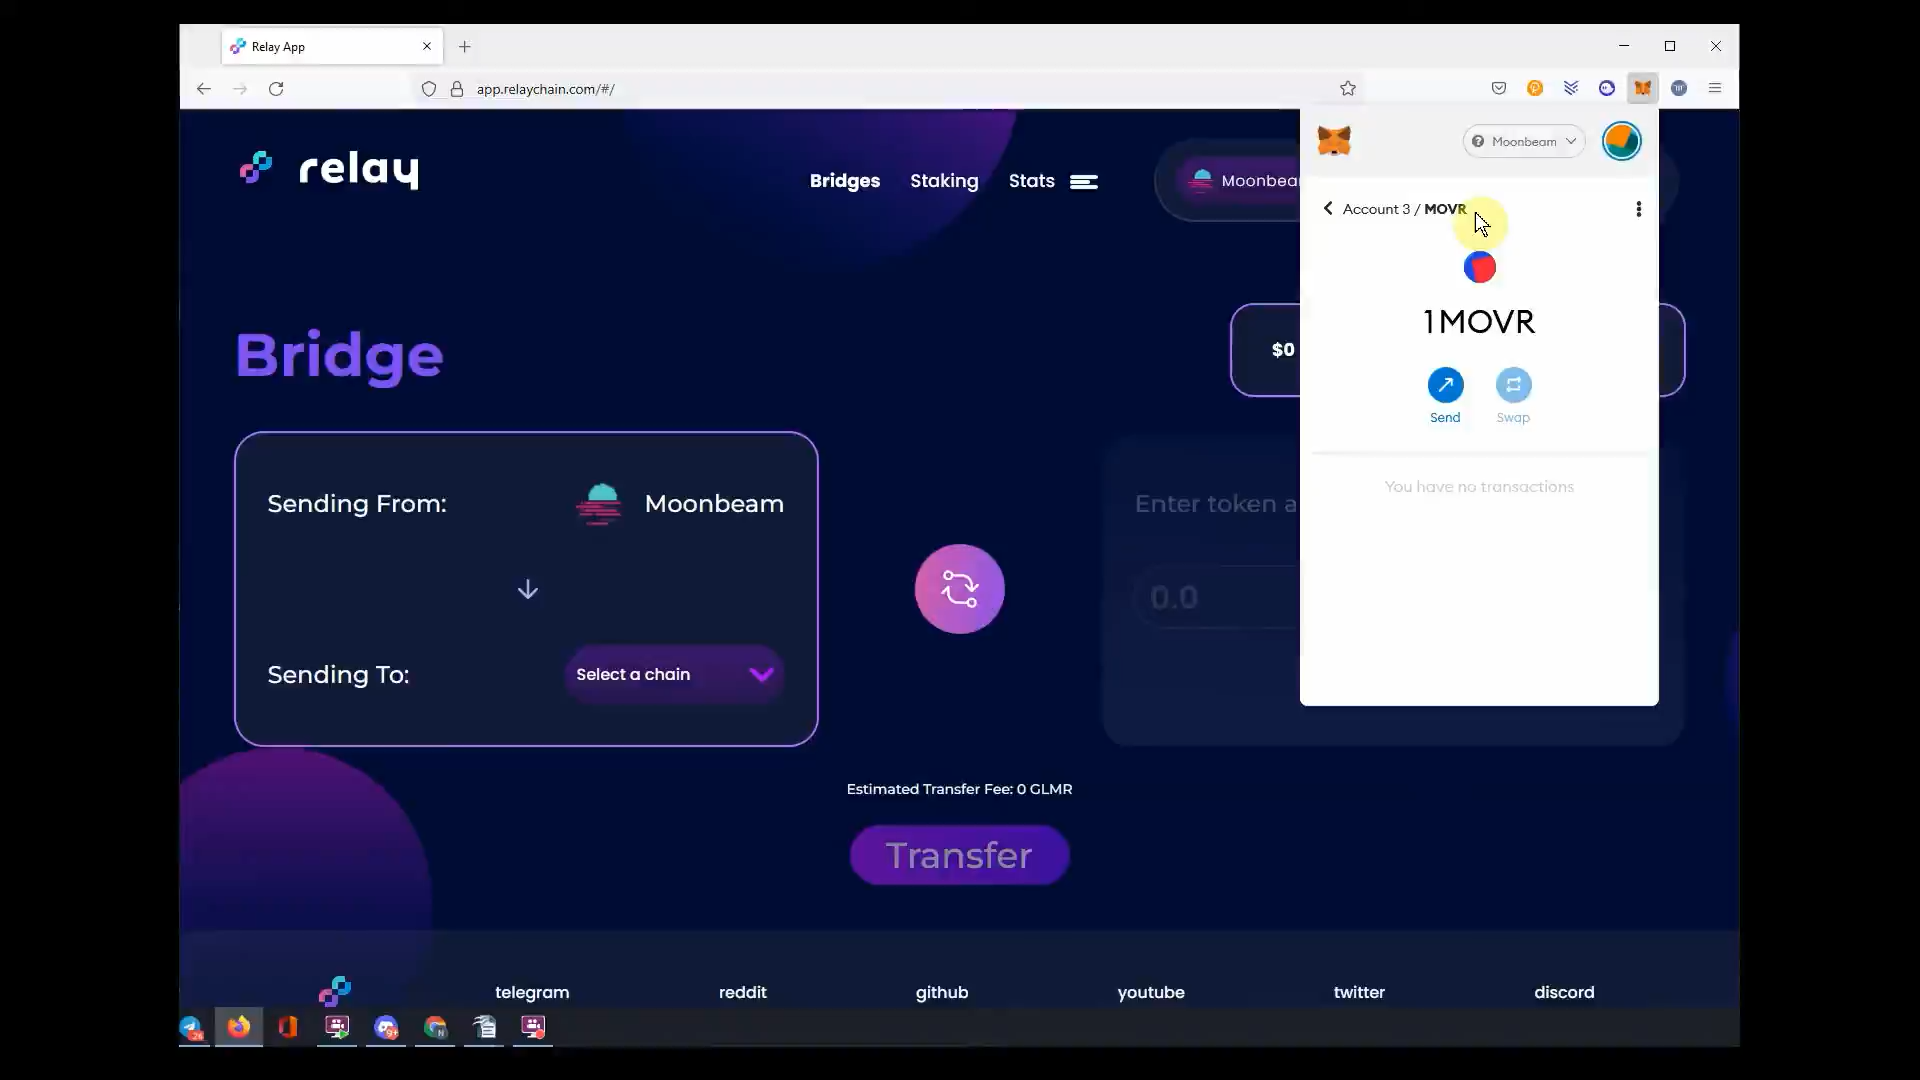 Relay App
app.relaychain.com/#/
relay
Bridges
Staking
Stats
Moonbea
Moonbeam
Account 3 / MOVR
1 MOVR
Send
Swap
You have no transactions
Bridge
$0
Sending From:
Moonbeam
Enter token a
0.0
Sending To:
Select a chain
Estimated Transfer Fee: 0 GLMR
Transfer
telegram
reddit
github
youtube
twitter
discord